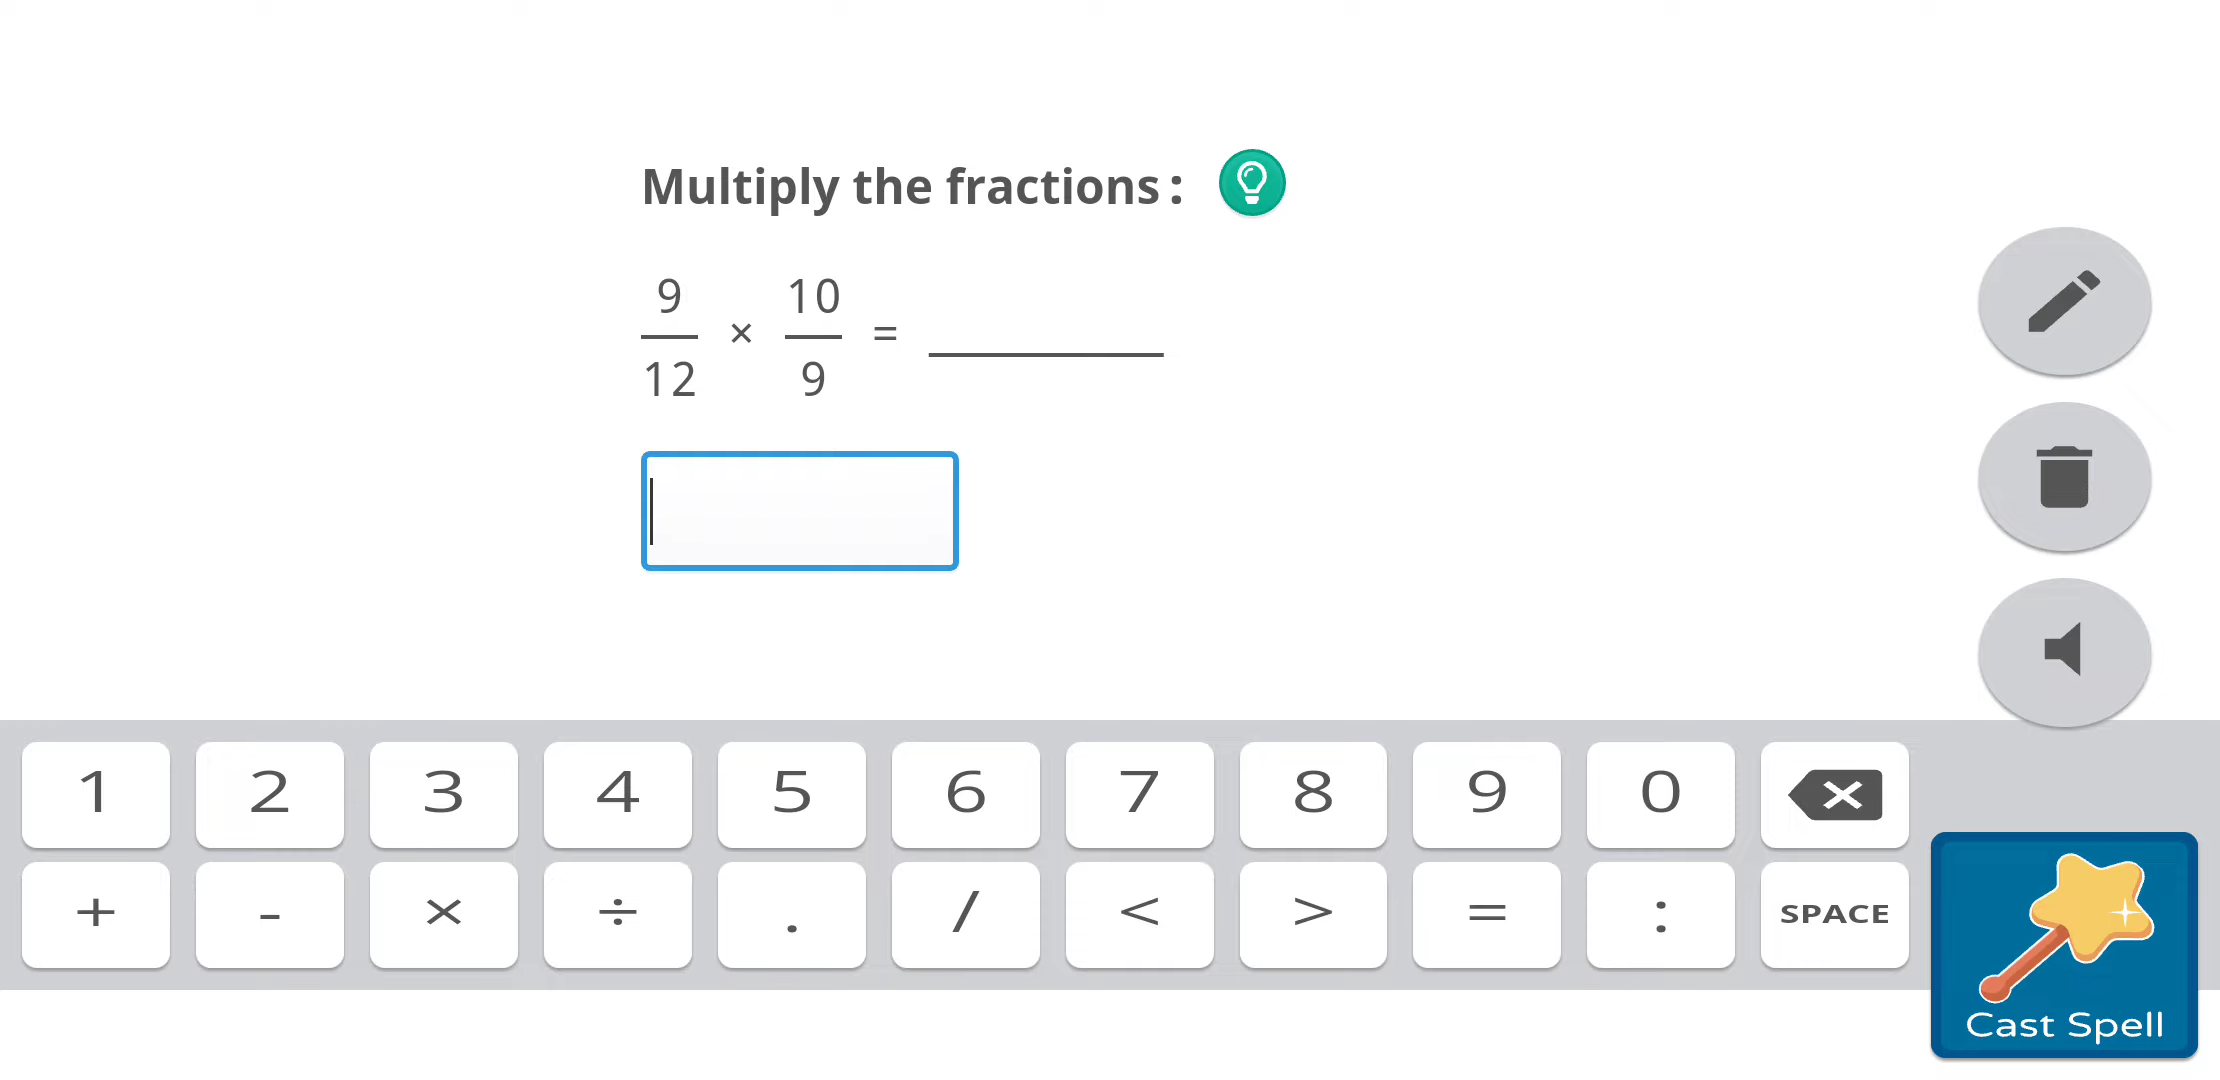 Multiply the fractions:
9/12 × 10/9 = __________
1 2 3 4 5 6 7 8 9 0
+ - × ÷ . / < > = : SPACE
Cast Spell